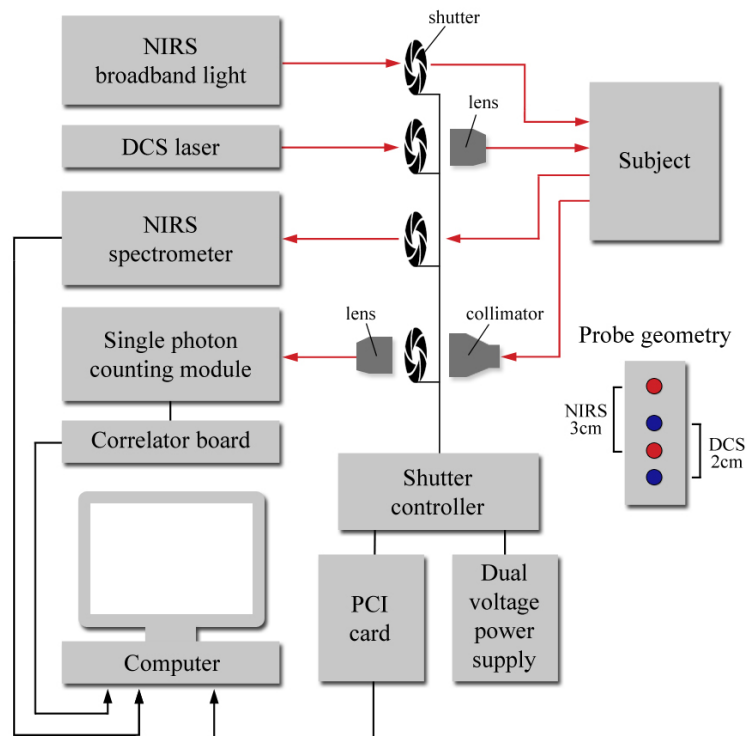 NIRS
broadband light
shutter
DCS laser
lens
Subject
NIRS
spectrometer
Single photon
counting module
lens
collimator
Correlator board
Probe geometry
NIRS
3cm
DCS
2cm
Shutter
controller
PCI
card
Dual
voltage
power
supply
Computer